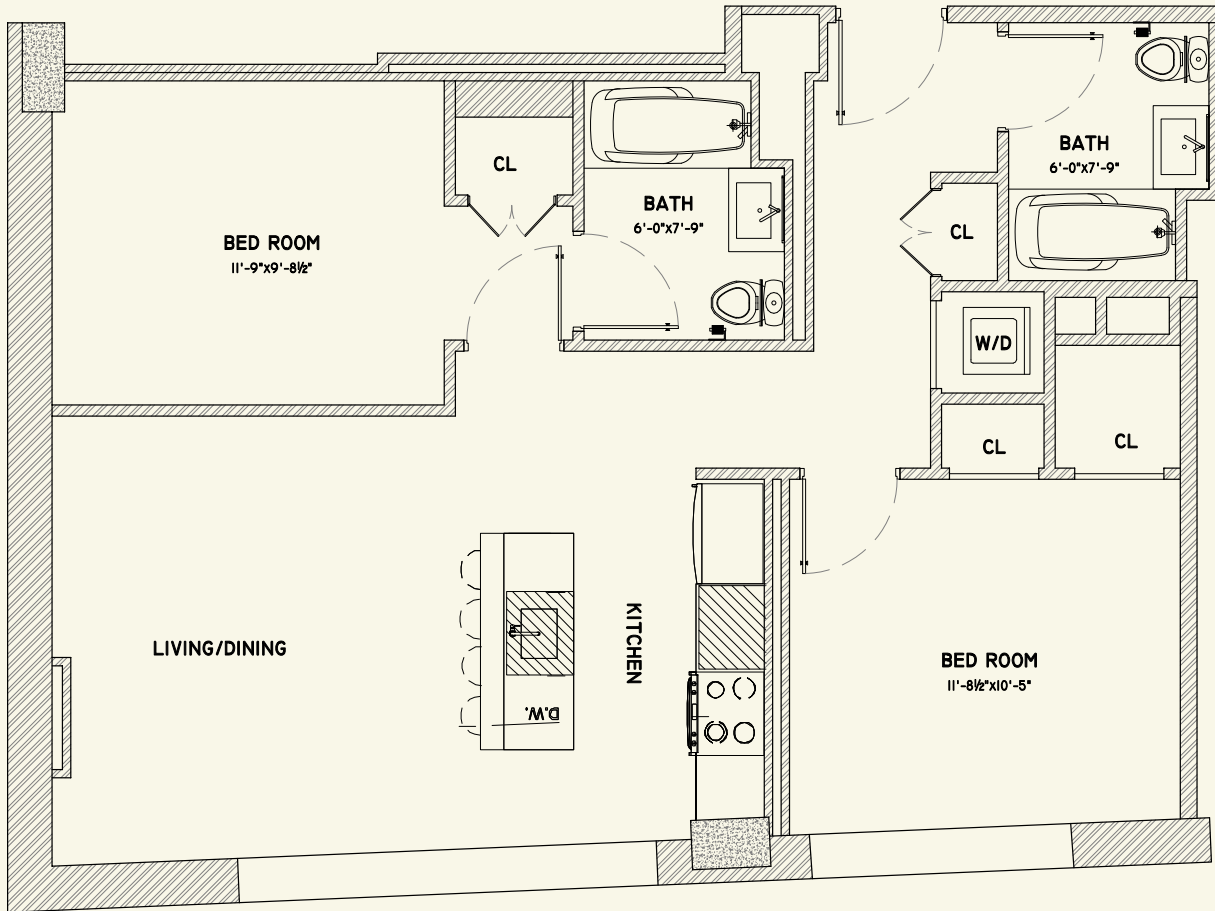 BATH
6'-0"x7'-9"
CL
BATH
6'-0"x7'-9"
CL
BED ROOM
11'-9"x9'-8½"
W/D
CL
CL
KITCHEN
LIVING/DINING
BED ROOM
11'-8½"x10'-5"
D.W.